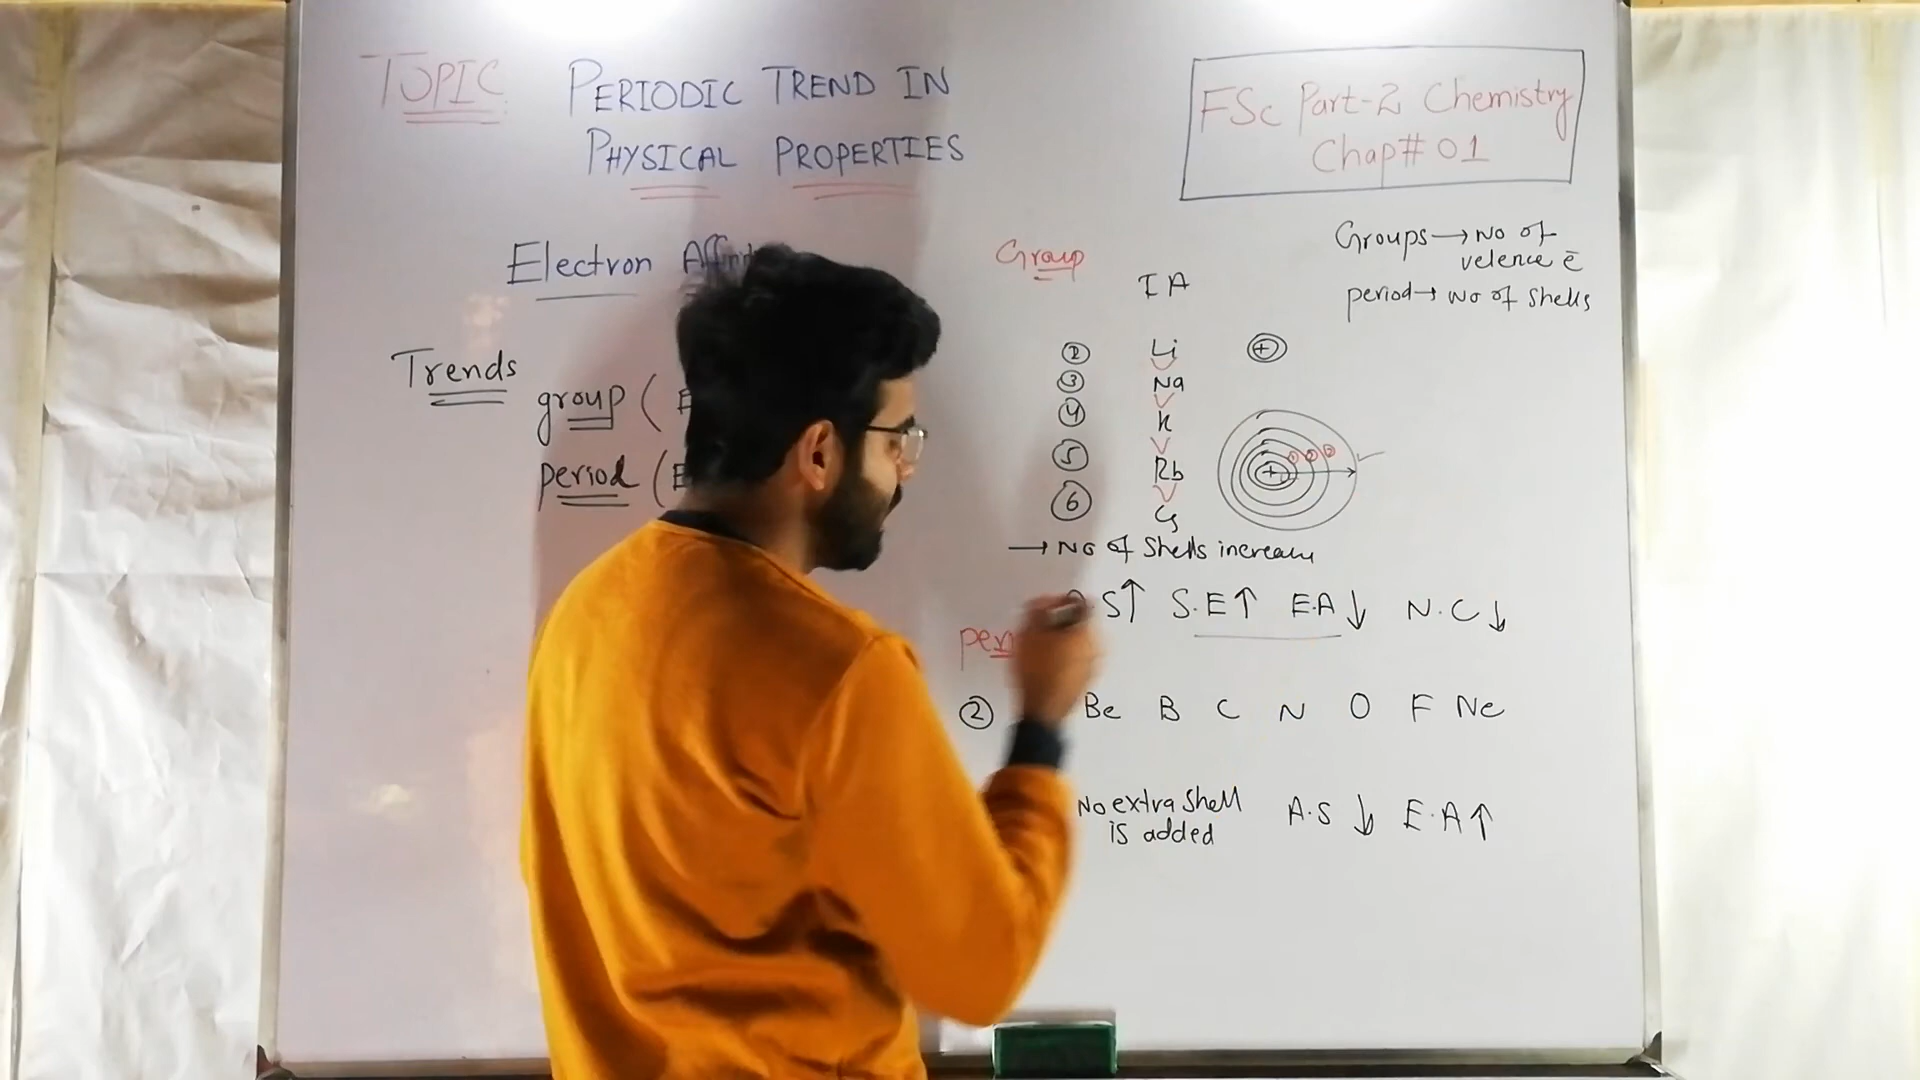 TOPIC: PERIODIC TREND IN
PHYSICAL PROPERTIES
FSc Part-2 Chemistry
Chap# 01
Electron
Trends
group (
period (
Groups → No of
velence ē
period → No of shells
Group
IA
2 Li +
3 Na
4 K
5 Rb +
6 Cs
→ No of Shells increase
S↑ S.E↑ E.A↓ N.C↓
2 Be B C N O F Ne
No extra shell
is added
A.S ↓ E.A↑